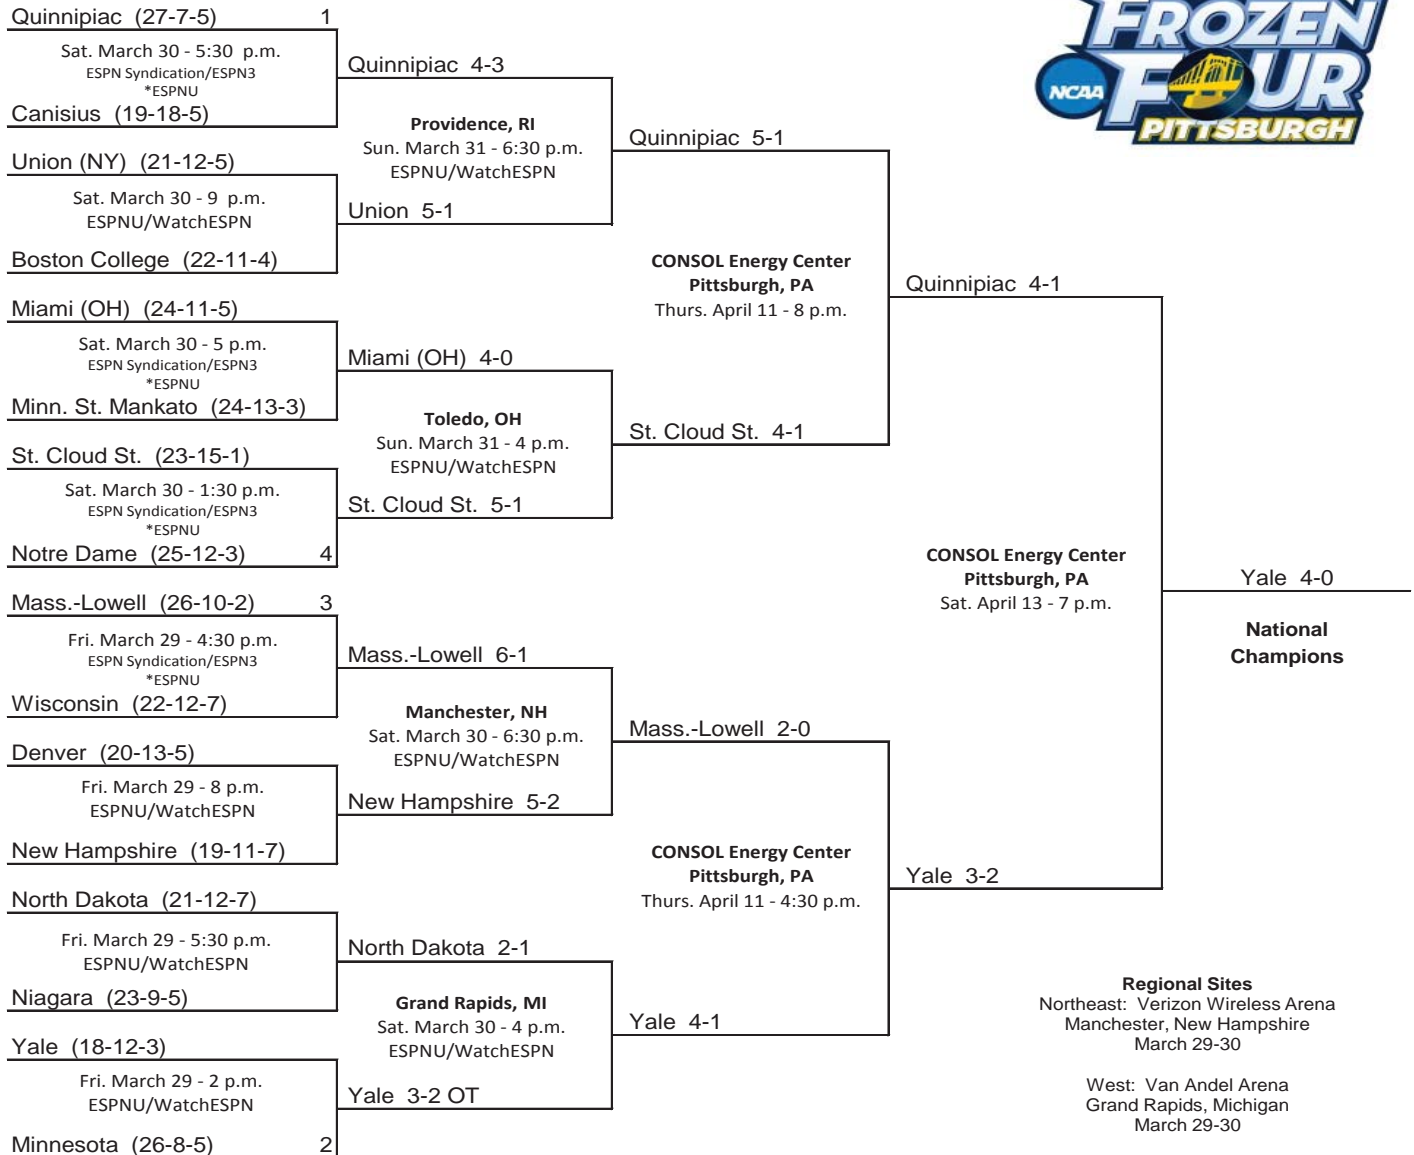 Quinnipiac (27-7-5) 1
Sat. March 30 - 5:30 p.m.
ESPN Syndication/ESPN3
*ESPNU
Canisius (19-18-5)
Union (NY) (21-12-5)
Sat. March 30 - 9 p.m.
ESPNU/WatchESPN
Boston College (22-11-4)
Miami (OH) (24-11-5)
Sat. March 30 - 5 p.m.
ESPN Syndication/ESPN3
*ESPNU
Minn. St. Mankato (24-13-3)
St. Cloud St. (23-15-1)
Sat. March 30 - 1:30 p.m.
ESPN Syndication/ESPN3
*ESPNU
Notre Dame (25-12-3) 4
Mass.-Lowell (26-10-2) 3
Fri. March 29 - 4:30 p.m.
ESPN Syndication/ESPN3
*ESPNU
Wisconsin (22-12-7)
Denver (20-13-5)
Fri. March 29 - 8 p.m.
ESPNU/WatchESPN
New Hampshire (19-11-7)
North Dakota (21-12-7)
Fri. March 29 - 5:30 p.m.
ESPNU/WatchESPN
Niagara (23-9-5)
Yale (18-12-3)
Fri. March 29 - 2 p.m.
ESPNU/WatchESPN
Minnesota (26-8-5) 2
Quinnipiac 4-3
Providence, RI
Sun. March 31 - 6:30 p.m.
ESPNU/WatchESPN
Union 5-1
Miami (OH) 4-0
Toledo, OH
Sun. March 31 - 4 p.m.
ESPNU/WatchESPN
St. Cloud St. 5-1
Mass.-Lowell 6-1
Manchester, NH
Sat. March 30 - 6:30 p.m.
ESPNU/WatchESPN
New Hampshire 5-2
North Dakota 2-1
Grand Rapids, MI
Sat. March 30 - 4 p.m.
ESPNU/WatchESPN
Yale 3-2 OT
Quinnipiac 5-1
CONSOL Energy Center
Pittsburgh, PA
Thurs. April 11 - 8 p.m.
St. Cloud St. 4-1
Mass.-Lowell 2-0
CONSOL Energy Center
Pittsburgh, PA
Thurs. April 11 - 4:30 p.m.
Yale 4-1
Quinnipiac 4-1
CONSOL Energy Center
Pittsburgh, PA
Sat. April 13 - 7 p.m.
Yale 3-2
Yale 4-0
National
Champions
FROZEN
NCAA
FOUR
PITTSBURGH
Regional Sites
Northeast: Verizon Wireless Arena
Manchester, New Hampshire
March 29-30
West: Van Andel Arena
Grand Rapids, Michigan
March 29-30